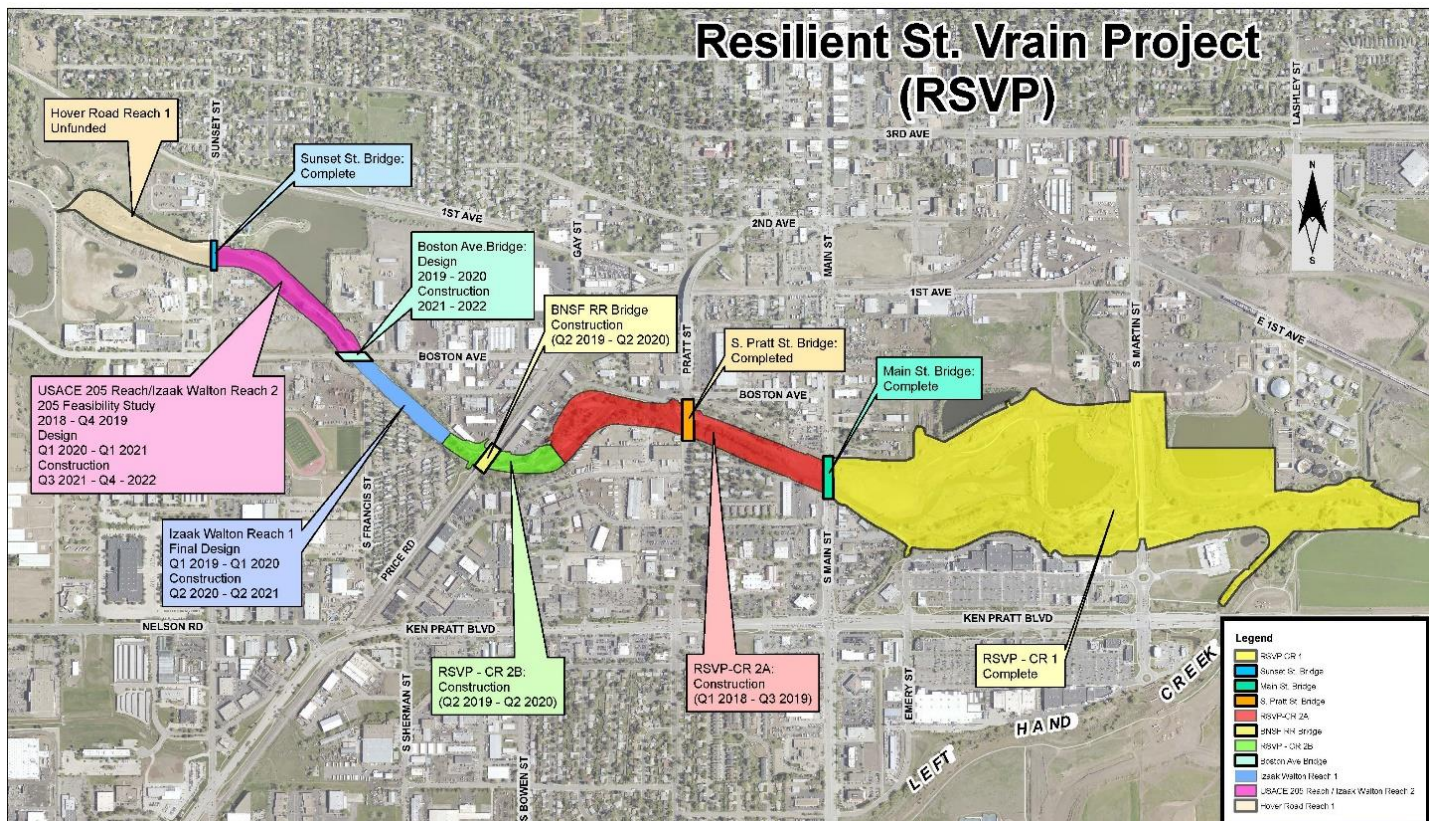 Resilient St. Vrain Project
(RSVP)
LASHLEY ST
3RD AVE
SUNSET ST
Hover Road Reach 1
Unfunded
Sunset St. Bridge:
Complete
N
S
1ST AVE
2ND AVE
GAY ST
MAIN ST
Boston Ave.Bridge:
Design
2019 - 2020
Construction
2021 - 2022
1ST AVE
BNSF RR Bridge
Construction
(Q2 2019 - Q2 2020)
S MARTIN ST
E 1ST AVE
PRATT ST
S. Pratt St. Bridge:
Completed
BOSTON AVE
Main St. Bridge:
Complete
BOSTON AVE
USACE 205 Reach/Izaak Walton Reach 2
205 Feasibility Study
2018 - Q4 2019
Design
Q1 2020 - Q1 2021
Construction
Q3 2021 - Q4 - 2022
S FRANCIS ST
Izaak Walton Reach 1
Final Design
Q1 2019 - Q1 2020
Construction
Q2 2020 - Q2 2021
PRICE RD
S MAIN ST
NELSON RD
KEN PRATT BLVD
KEN PRATT BLVD
RSVP - CR 2B:
Construction
(Q2 2019 - Q2 2020)
RSVP-CR 2A:
Construction
(Q1 2018 - Q3 2019)
RSVP - CR 1
Complete
S SHERMAN ST
S BOWEN ST
EMERY ST
LEFT HAND CREEK
Legend
RSVP CR 1
Sunset St. Bridge
Main St. Bridge
S. Pratt St. Bridge
RSVP-CR 2A
BNSF RR Bridge
RSVP - CR 2B
Boston Ave Bridge
Izaak Walton Reach 1
USACE 205 Reach / Izaak Walton Reach 2
Hover Road Reach 1